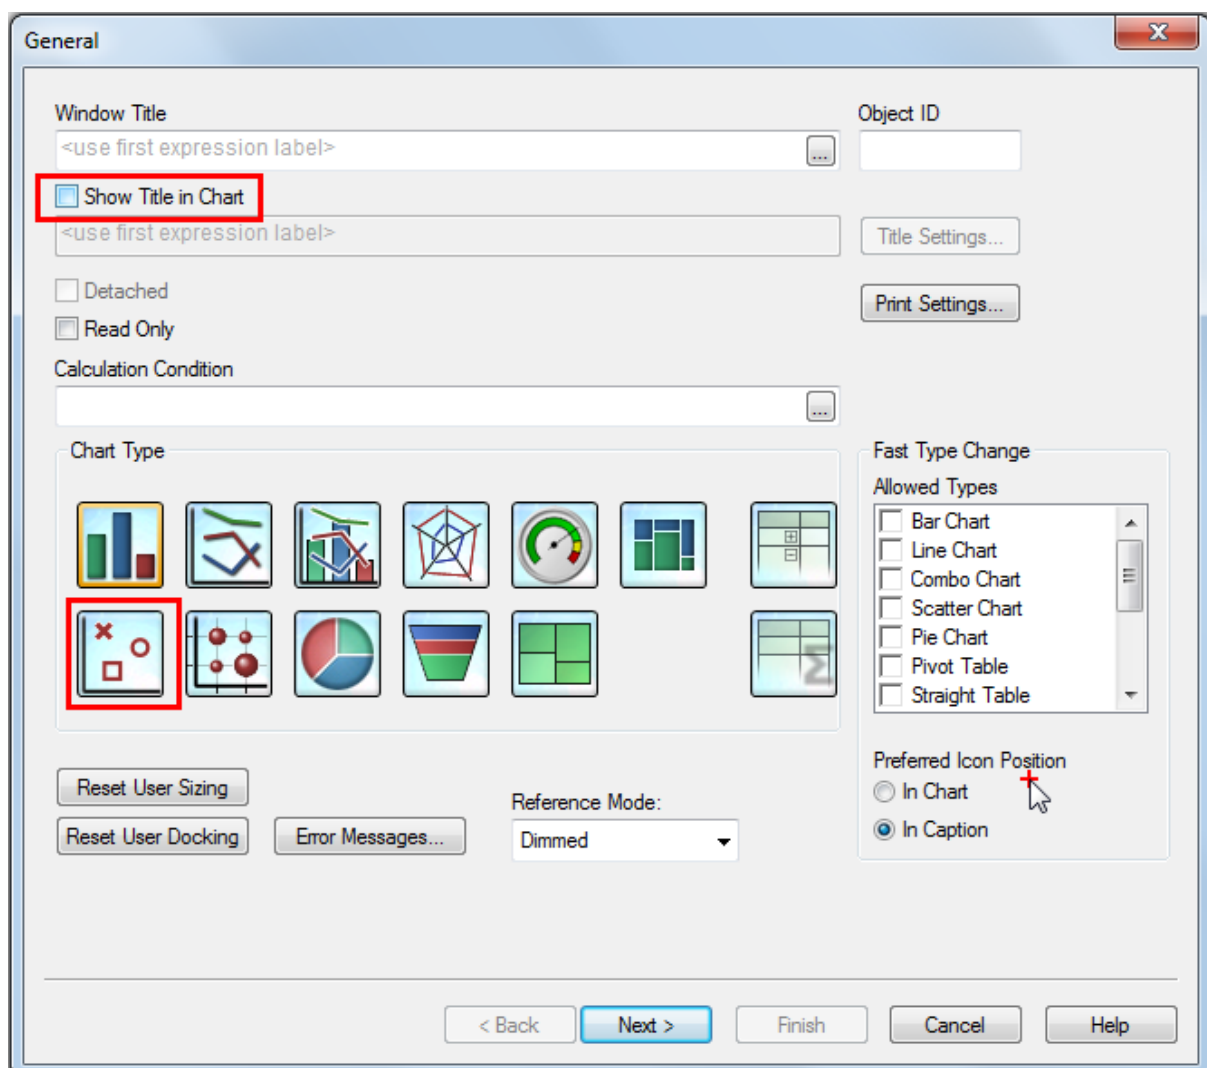 General
Window Title
Object ID
<use first expression label>
...
Show Title in Chart
<use first expression label>
Title Settings...
Detached
Print Settings...
Read Only
Calculation Condition
...
Chart Type
Fast Type Change
Allowed Types
Bar Chart
Line Chart
Combo Chart
Scatter Chart
Pie Chart
Pivot Table
Straight Table
Preferred Icon Position
In Chart
In Caption
Reset User Sizing
Reference Mode:
Reset User Docking
Error Messages...
Dimmed
< Back
Next >
Finish
Cancel
Help